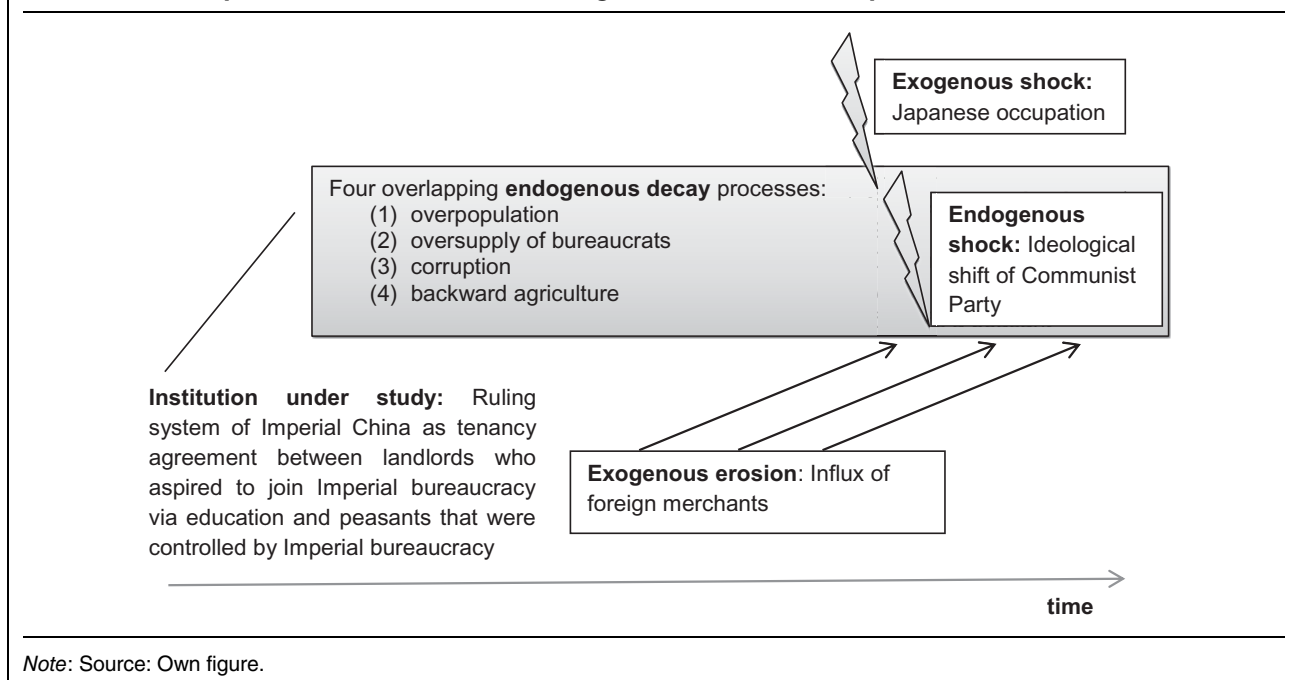 Exogenous shock:
Japanese occupation
Four overlapping endogenous decay processes:
(1) overpopulation
(2) oversupply of bureaucrats
(3) corruption
(4) backward agriculture
Endogenous
shock: Ideological
shift of Communist
Party
Institution under study: Ruling
system of Imperial China as tenancy
agreement between landlords who
aspired to join Imperial bureaucracy
via education and peasants that were
controlled by Imperial bureaucracy
Exogenous erosion: Influx of
foreign merchants
time
Note: Source: Own figure.